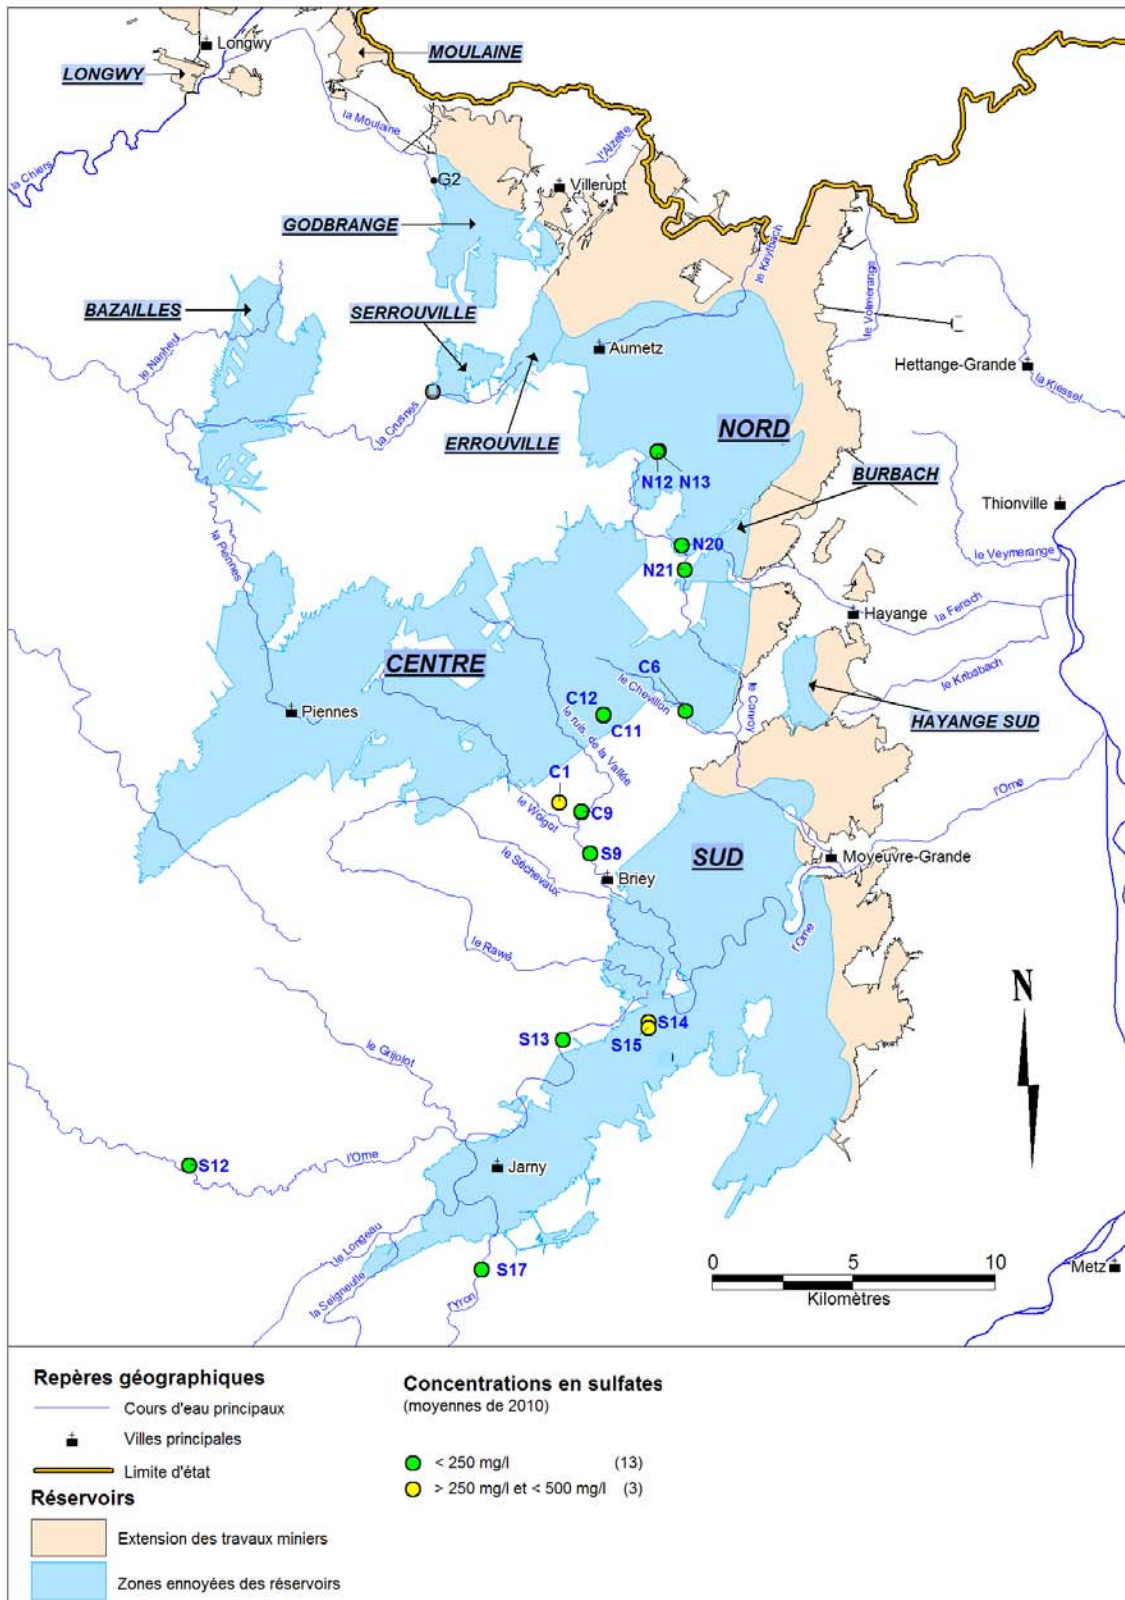 Longwy
MOULAINE
LONGWY
la Moulaine
l'Alzette
la Chiers
G2
Villerupt
GODBRANGE
le Kaylbach
le Volmerange
BAZAILLES
SERROUVILLE
Aumetz
le Nanheu
Hettange-Grande
la Kiessel
la Crusnes
ERROUVILLE
NORD
BURBACH
N12 N13
Thionville
la Piennes
N20
le Veymerange
N21
Hayange
la Fensch
CENTRE
C6
le Chevillon
le Kribsbach
le Conroy
Piennes
C12
C11
le ruis. de la Vallée
HAYANGE SUD
C1
l'Orne
le Woigot
C9
S9
SUD
Moyeuvre-Grande
le Séchevaux
Briey
le Rawé
l'Orne
N
S14
S13
S15
le Grijolot
S12
l'Orne
Jarny
le Longeau
la Seigneulle
S17
l'Yron
0 5 10
Kilomètres
Metz
Repères géographiques
Cours d'eau principaux
Villes principales
Limite d'état
Réservoirs
Extension des travaux miniers
Zones ennoyées des réservoirs
Concentrations en sulfates
(moyennes de 2010)
< 250 mg/l (13)
> 250 mg/l et < 500 mg/l (3)